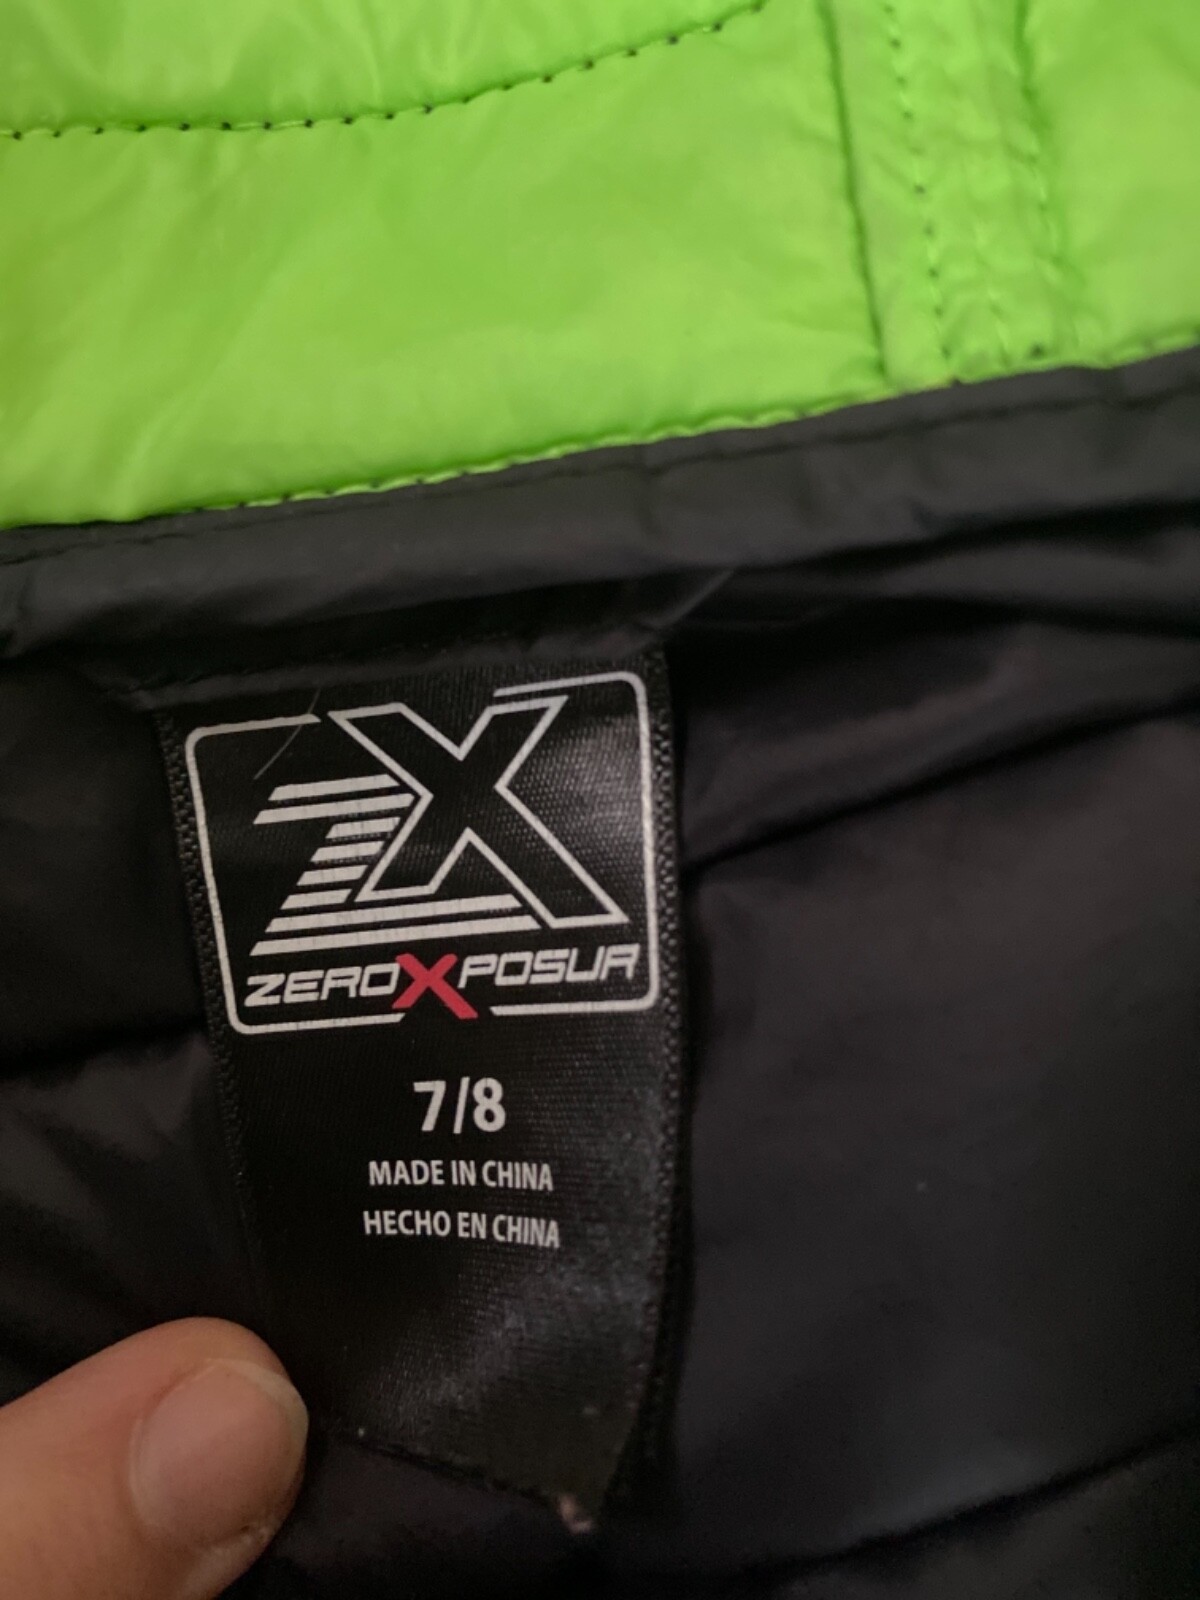 ZX
ZEROXPOSUR
7/8
MADE IN CHINA
HECHO EN CHINA